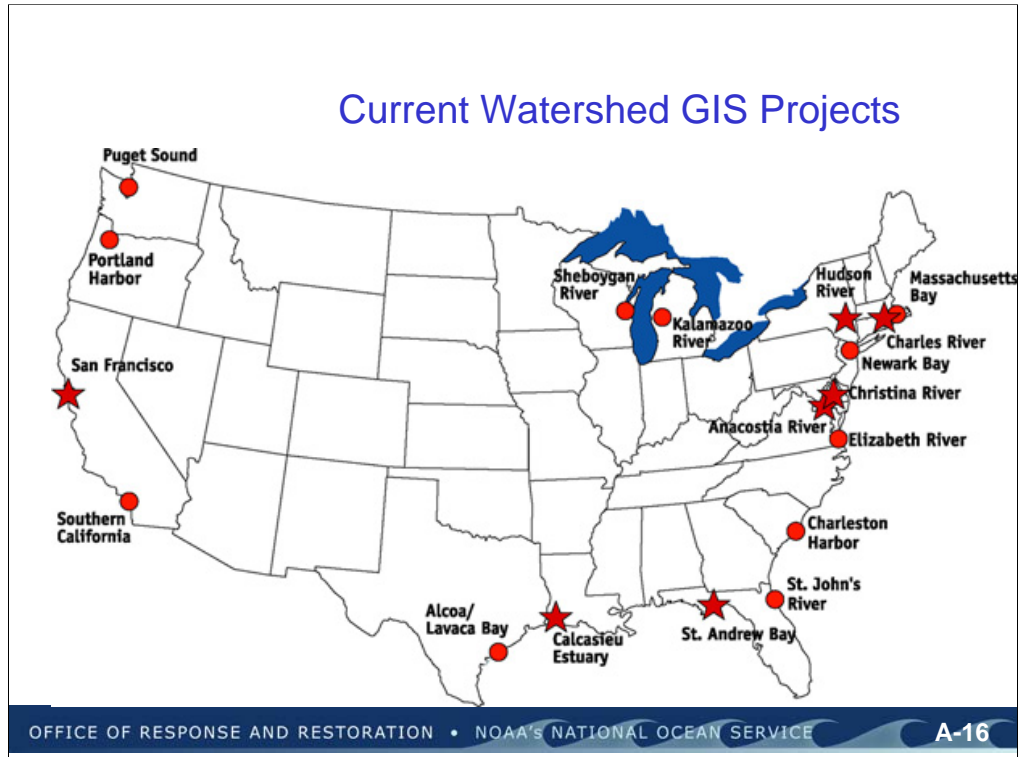 Current Watershed GIS Projects
Puget Sound
Portland
Harbor
San Francisco
Southern
California
Sheboygan
River
Kalamazoo
River
Hudson
River
Massachusetts
Bay
Charles River
Newark Bay
Christina River
Anacostia River
Elizabeth River
Charleston
Harbor
St. John's
River
St. Andrew Bay
Calcasieu
Estuary
Alcoa/
Lavaca Bay
OFFICE OF RESPONSE AND RESTORATION • NOAA's NATIONAL OCEAN SERVICE
A-16